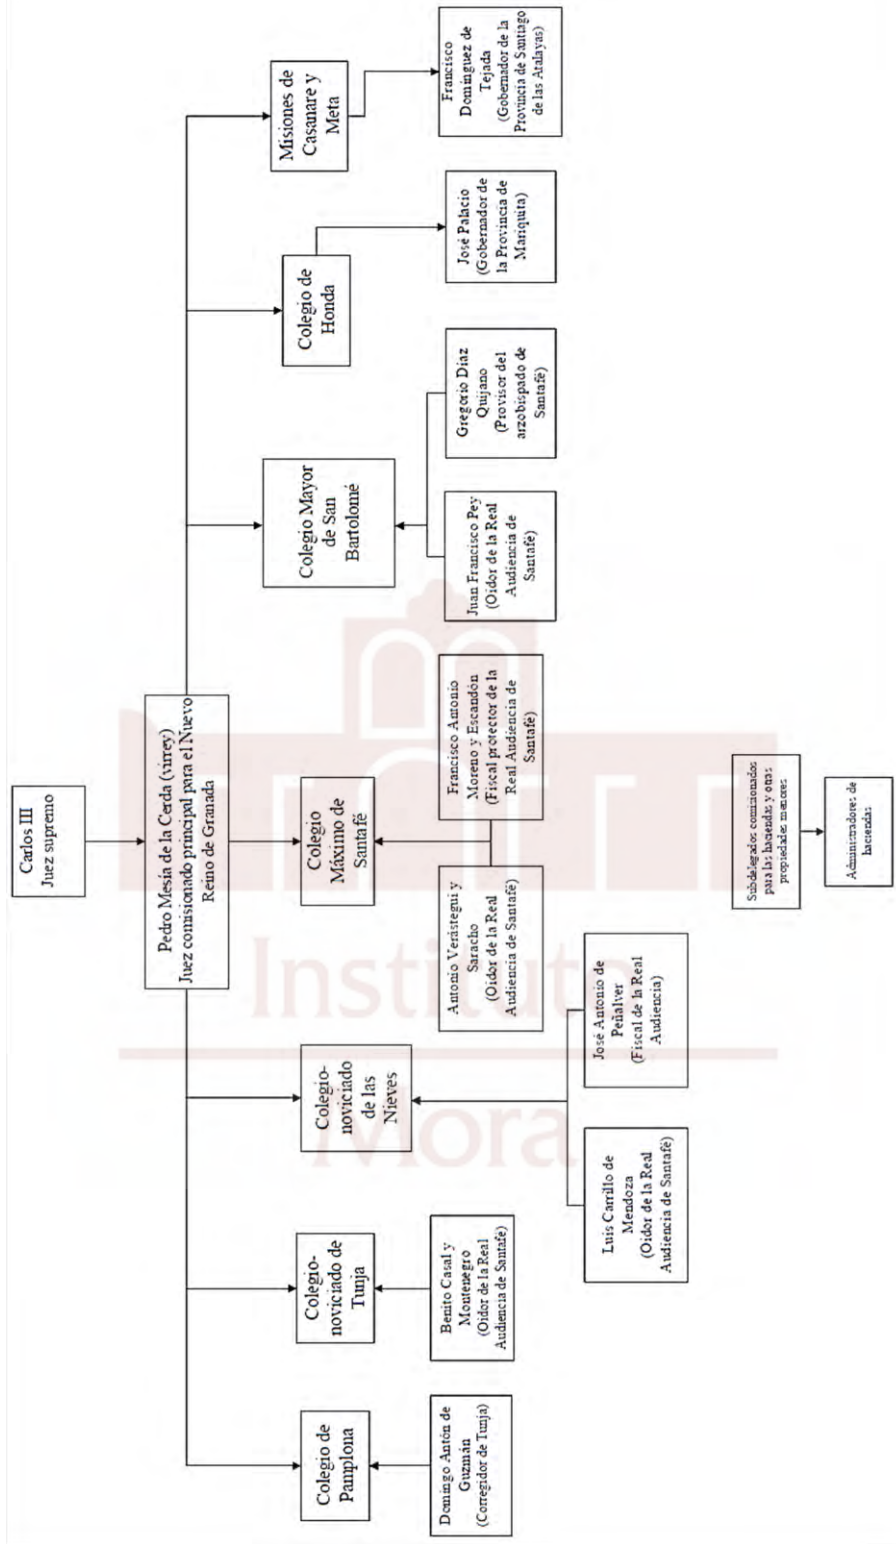 Carlos III
Juez supremo
Pedro Mesía de la Cerda (virrey)
Juez comisionado principal para el Nuevo
Reino de Granada
Colegio de
Pamplona
Colegio-
noviciado de
Tunja
Colegio-
noviciado
de las
Nieves
Colegio
Máximo de
Santafé
Colegio Mayor
de San
Bartolomé
Colegio de
Honda
Misiones de
Casanare y
Meta
Domingo Antón de
Guzmán
(Corregidor de Tunja)
Benito Casal y
Montenegro
(Oidor de la Real
Audiencia de Santafé)
Luis Carrillo de
Mendoza
(Oidor de la Real
Audiencia de Santafé)
José Antonio de
Peñalver
(Fiscal de la Real
Audiencia)
Antonio Verástegui y
Saracho
(Oidor de la Real
Audiencia de Santafé)
Francisco Antonio
Moreno y Escandón
(Fiscal protector de la
Real Audiencia de
Santafé)
Juan Francisco Pey
(Oidor de la Real
Audiencia de
Santafé)
Gregorio Díaz
Quijano
(Provisor del
arzobispado de
Santafé)
José Palacio
(Gobernador de
la Provincia de
Mariquita)
Francisco
Domínguez de
Tejada
(Gobernador de la
Provincia de Santiago
de las Atalayas)
Subdelegados comisionados
para las haciendas y otras
propiedades menores
Administradores de
haciendas
Instituto
Mora